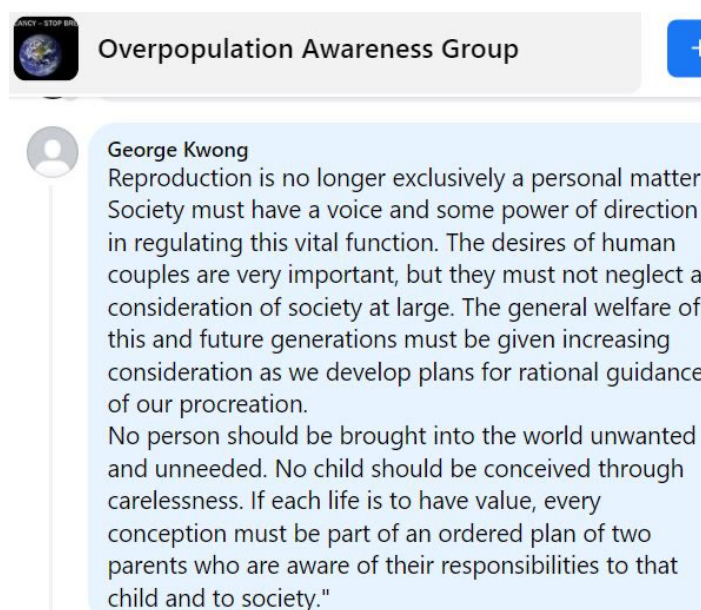 ANCY – STOP BRE
Overpopulation Awareness Group
George Kwong
Reproduction is no longer exclusively a personal matter
Society must have a voice and some power of direction
in regulating this vital function. The desires of human
couples are very important, but they must not neglect a
consideration of society at large. The general welfare of
this and future generations must be given increasing
consideration as we develop plans for rational guidance
of our procreation.
No person should be brought into the world unwanted
and unneeded. No child should be conceived through
carelessness. If each life is to have value, every
conception must be part of an ordered plan of two
parents who are aware of their responsibilities to that
child and to society."